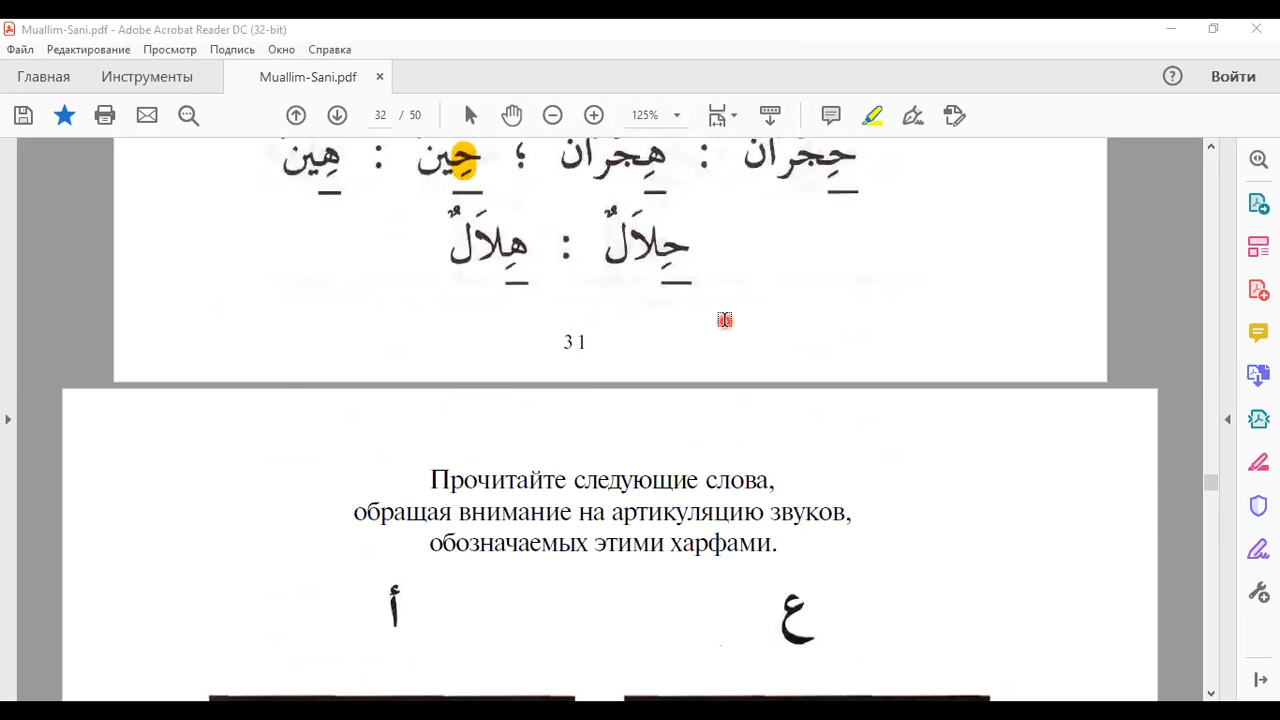 Muallim-Sani.pdf - Adobe Acrobat Reader DC (32-bit)
Файл Редактирование Просмотр Подпись Окно Справка
Главная Инструменты Muallim-Sani.pdf × Войти
32 / 50 125%
حِجْرَانَ : هِجْرَانَ ؛ حِينَ : هِينَ
حِلاَلٌ : هِلاَلٌ
31
Прочитайте следующие слова,
обращая внимание на артикуляцию звуков,
обозначаемых этими харфами.
أ ع